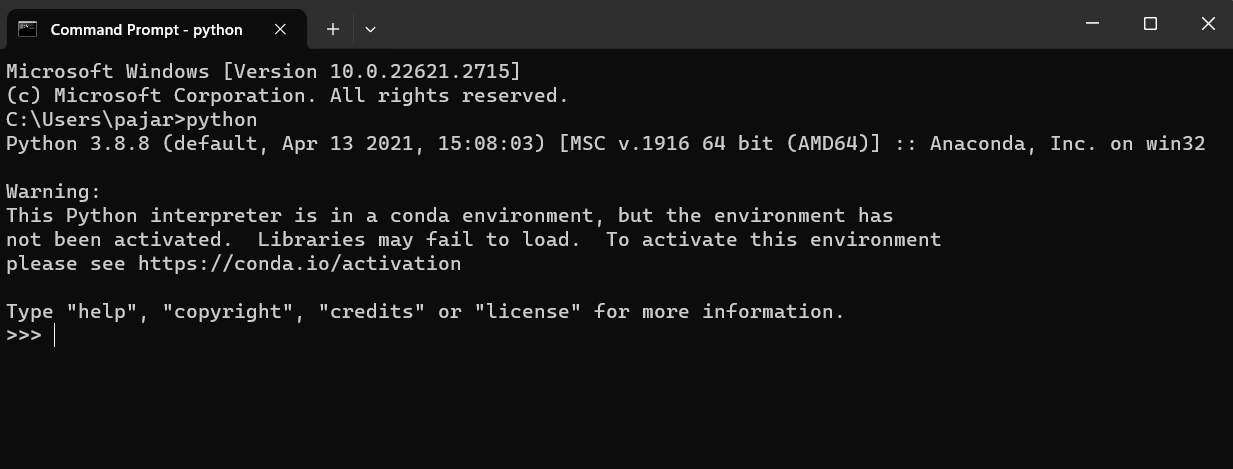 Command Prompt - python
Microsoft Windows [Version 10.0.22621.2715]
(c) Microsoft Corporation. All rights reserved.
C:\Users\pajar>python
Python 3.8.8 (default, Apr 13 2021, 15:08:03) [MSC v.1916 64 bit (AMD64)] :: Anaconda, Inc. on win32
Warning:
This Python interpreter is in a conda environment, but the environment has
not been activated.  Libraries may fail to load.  To activate this environment
please see https://conda.io/activation
Type "help", "copyright", "credits" or "license" for more information.
>>>